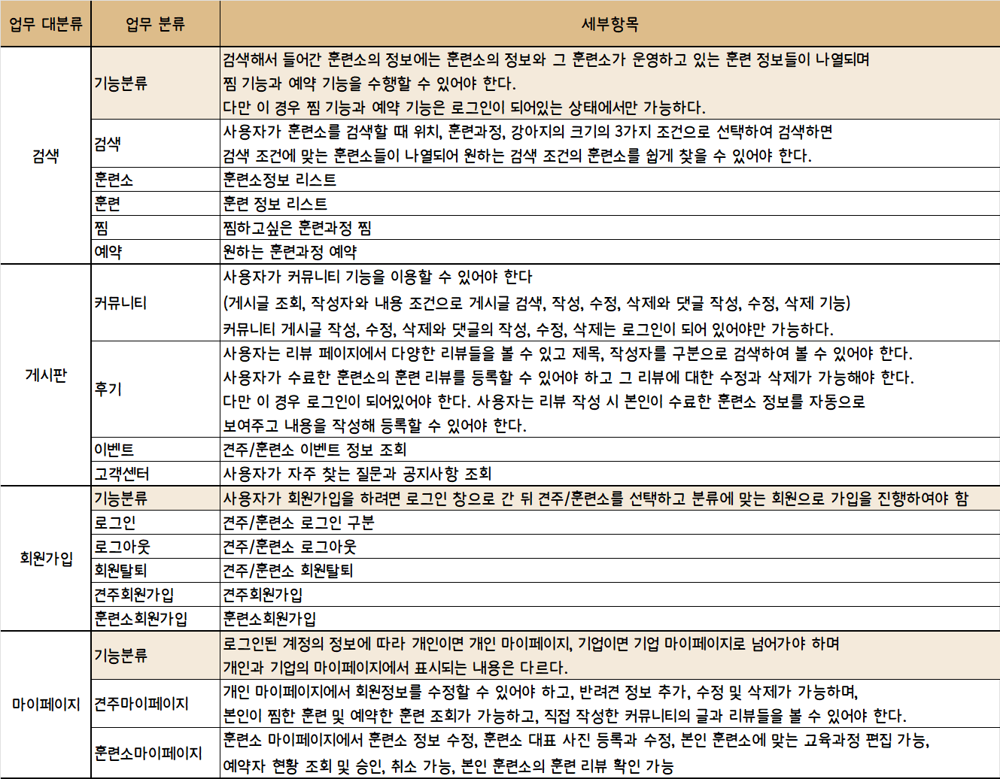 업무 대분류 업무 분류 세부항목
검색
기능분류
검색해서 들어간 훈련소의 정보에는 훈련소의 정보와 그 훈련소가 운영하고 있는 훈련 정보들이 나열되며
찜 기능과 예약 기능을 수행할 수 있어야 한다.
다만 이 경우 찜 기능과 예약 기능은 로그인이 되어있는 상태에서만 가능하다.
검색
사용자가 훈련소를 검색할 때 위치, 훈련과정, 강아지의 크기의 3가지 조건으로 선택하여 검색하면
검색 조건에 맞는 훈련소들이 나열되어 원하는 검색 조건의 훈련소를 쉽게 찾을 수 있어야 한다.
훈련소 훈련소정보 리스트
훈련 훈련 정보 리스트
찜 찜하고싶은 훈련과정 찜
예약 원하는 훈련과정 예약
게시판
커뮤니티
사용자가 커뮤니티 기능을 이용할 수 있어야 한다
(게시글 조회, 작성자와 내용 조건으로 게시글 검색, 작성, 수정, 삭제와 댓글 작성, 수정, 삭제 기능)
커뮤니티 게시글 작성, 수정, 삭제와 댓글의 작성, 수정, 삭제는 로그인이 되어 있어야만 가능하다.
후기
사용자는 리뷰 페이지에서 다양한 리뷰들을 볼 수 있고 제목, 작성자를 구분으로 검색하여 볼 수 있어야 한다.
사용자가 수료한 훈련소의 훈련 리뷰를 등록할 수 있어야 하고 그 리뷰에 대한 수정과 삭제가 가능해야 한다.
다만 이 경우 로그인이 되어있어야 한다. 사용자는 리뷰 작성 시 본인이 수료한 훈련소 정보를 자동으로
보여주고 내용을 작성해 등록할 수 있어야 한다.
이벤트 견주/훈련소 이벤트 정보 조회
고객센터 사용자가 자주 찾는 질문과 공지사항 조회
회원가입
기능분류 사용자가 회원가입을 하려면 로그인 창으로 간 뒤 견주/훈련소를 선택하고 분류에 맞는 회원으로 가입을 진행하여야 함
로그인 견주/훈련소 로그인 구분
로그아웃 견주/훈련소 로그아웃
회원탈퇴 견주/훈련소 회원탈퇴
견주회원가입 견주회원가입
훈련소회원가입 훈련소회원가입
마이페이지
기능분류
로그인된 계정의 정보에 따라 개인이면 개인 마이페이지, 기업이면 기업 마이페이지로 넘어가야 하며
개인과 기업의 마이페이지에서 표시되는 내용은 다르다.
견주마이페이지
개인 마이페이지에서 회원정보를 수정할 수 있어야 하고, 반려견 정보 추가, 수정 및 삭제가 가능하며,
본인이 찜한 훈련 및 예약한 훈련 조회가 가능하고, 직접 작성한 커뮤니티의 글과 리뷰들을 볼 수 있어야 한다.
훈련소마이페이지
훈련소 마이페이지에서 훈련소 정보 수정, 훈련소 대표 사진 등록과 수정, 본인 훈련소에 맞는 교육과정 편집 가능,
예약자 현황 조회 및 승인, 취소 가능, 본인 훈련소의 훈련 리뷰 확인 가능